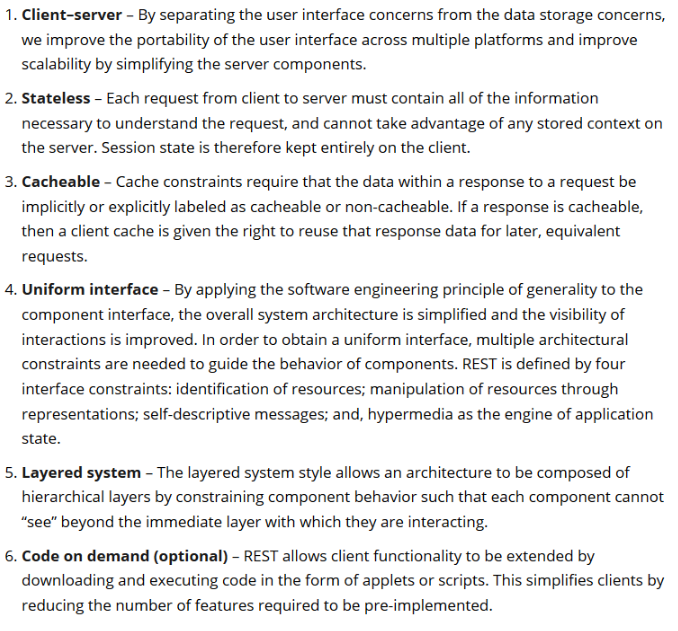 1. Client–server – By separating the user interface concerns from the data storage concerns,
we improve the portability of the user interface across multiple platforms and improve
scalability by simplifying the server components.
2. Stateless – Each request from client to server must contain all of the information
necessary to understand the request, and cannot take advantage of any stored context on
the server. Session state is therefore kept entirely on the client.
3. Cacheable – Cache constraints require that the data within a response to a request be
implicitly or explicitly labeled as cacheable or non-cacheable. If a response is cacheable,
then a client cache is given the right to reuse that response data for later, equivalent
requests.
4. Uniform interface – By applying the software engineering principle of generality to the
component interface, the overall system architecture is simplified and the visibility of
interactions is improved. In order to obtain a uniform interface, multiple architectural
constraints are needed to guide the behavior of components. REST is defined by four
interface constraints: identification of resources; manipulation of resources through
representations; self-descriptive messages; and, hypermedia as the engine of application
state.
5. Layered system – The layered system style allows an architecture to be composed of
hierarchical layers by constraining component behavior such that each component cannot
“see” beyond the immediate layer with which they are interacting.
6. Code on demand (optional) – REST allows client functionality to be extended by
downloading and executing code in the form of applets or scripts. This simplifies clients by
reducing the number of features required to be pre-implemented.